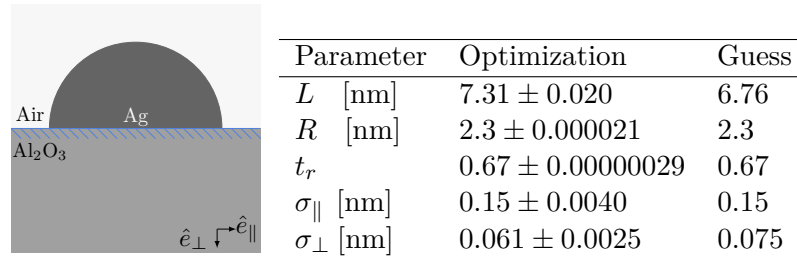 Air
Ag
Al₂O₃
ê⊥
ê∥
Parameter Optimization Guess
L [nm] 7.31 ± 0.020 6.76
R [nm] 2.3 ± 0.000021 2.3
tᵣ 0.67 ± 0.00000029 0.67
σ∥ [nm] 0.15 ± 0.0040 0.15
σ⊥ [nm] 0.061 ± 0.0025 0.075